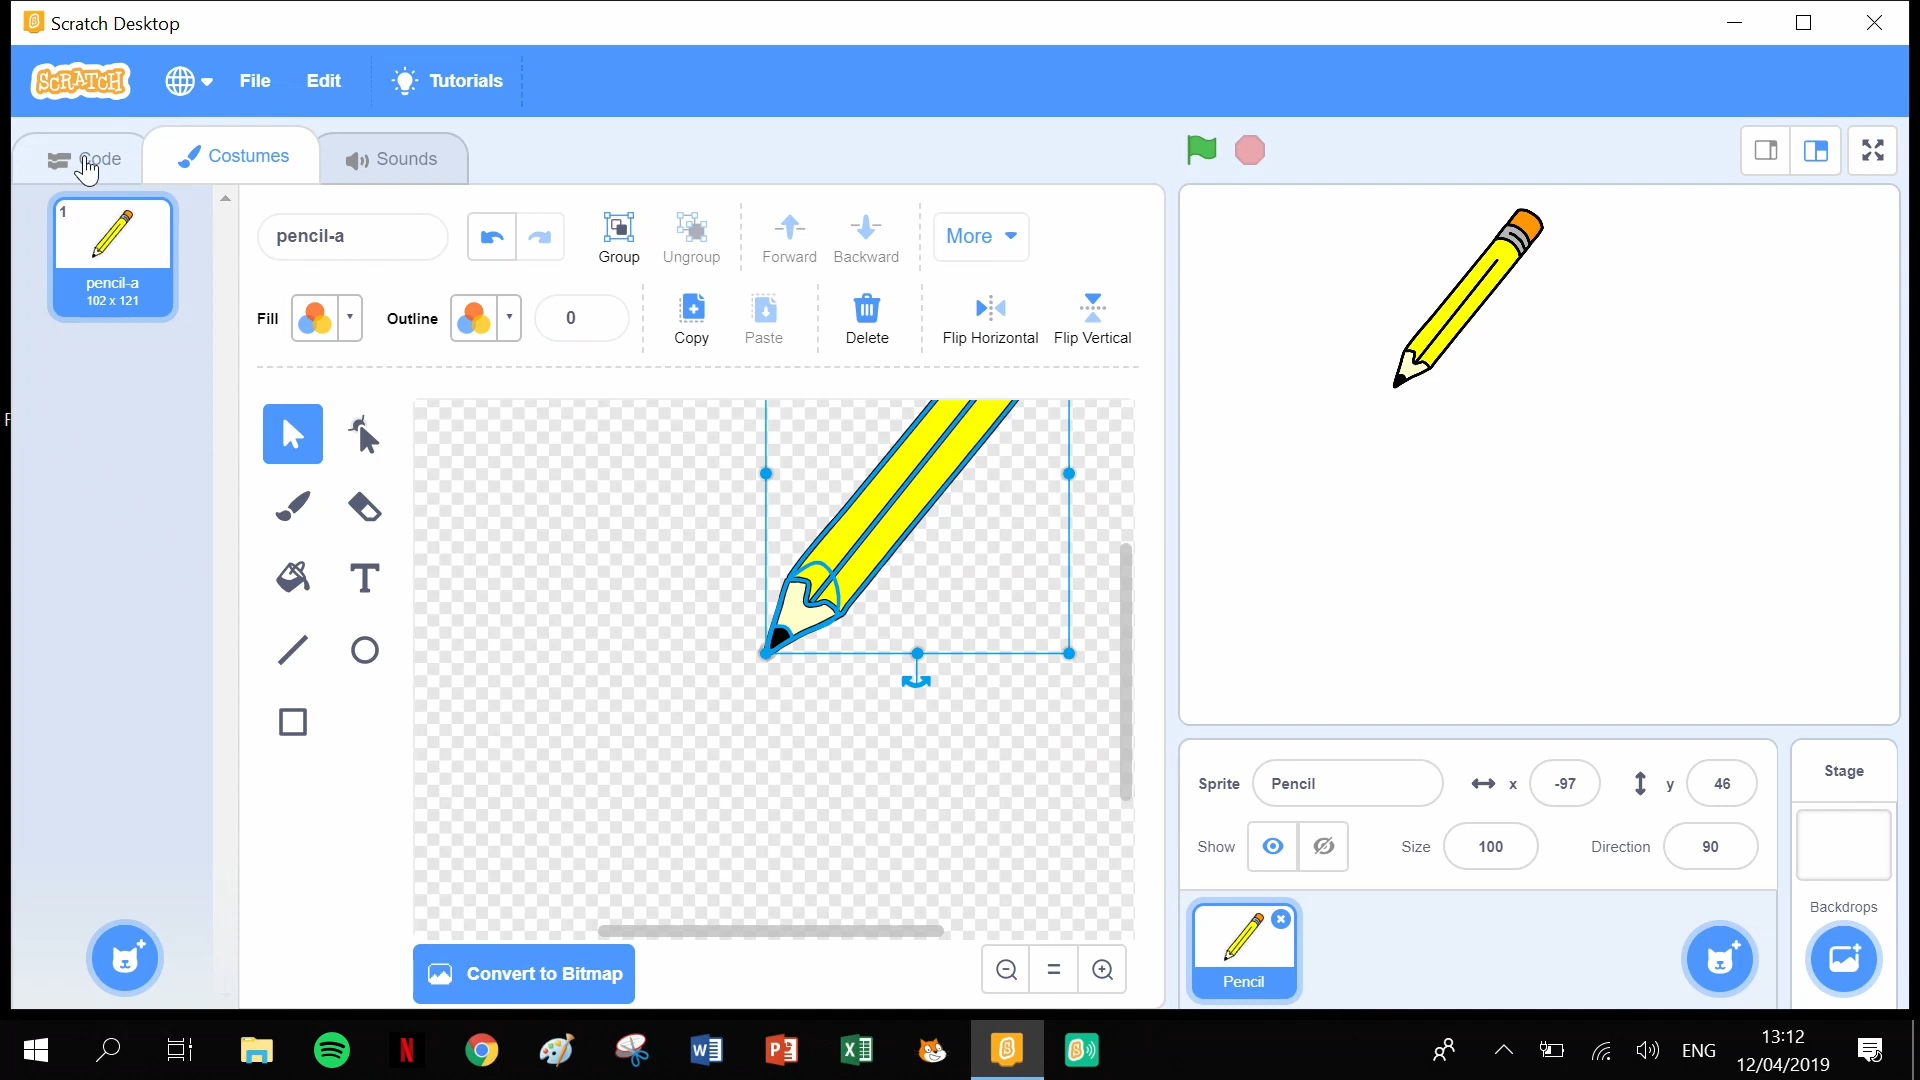 Scratch Desktop
SCRATCH
File
Edit
Tutorials
Code
Costumes
Sounds
1
pencil-a
102 x 121
pencil-a
Group
Ungroup
Forward
Backward
More
Fill
Outline
0
Copy
Paste
Delete
Flip Horizontal
Flip Vertical
T
Convert to Bitmap
=
Sprite
Pencil
x
-97
y
46
Show
Size
100
Direction
90
Pencil
Stage
Backdrops
ENG
13:12
12/04/2019